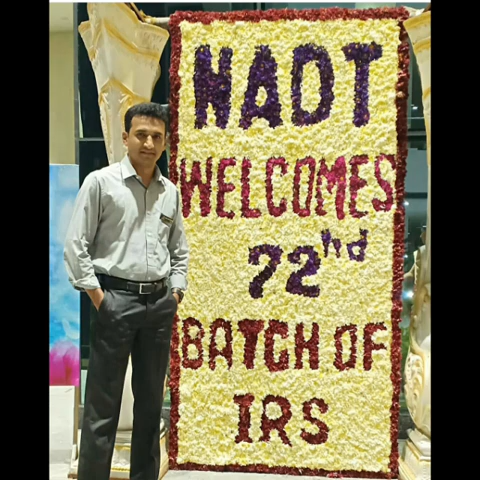 NADT
WELCOMES
72nd
BATCH OF
IRS